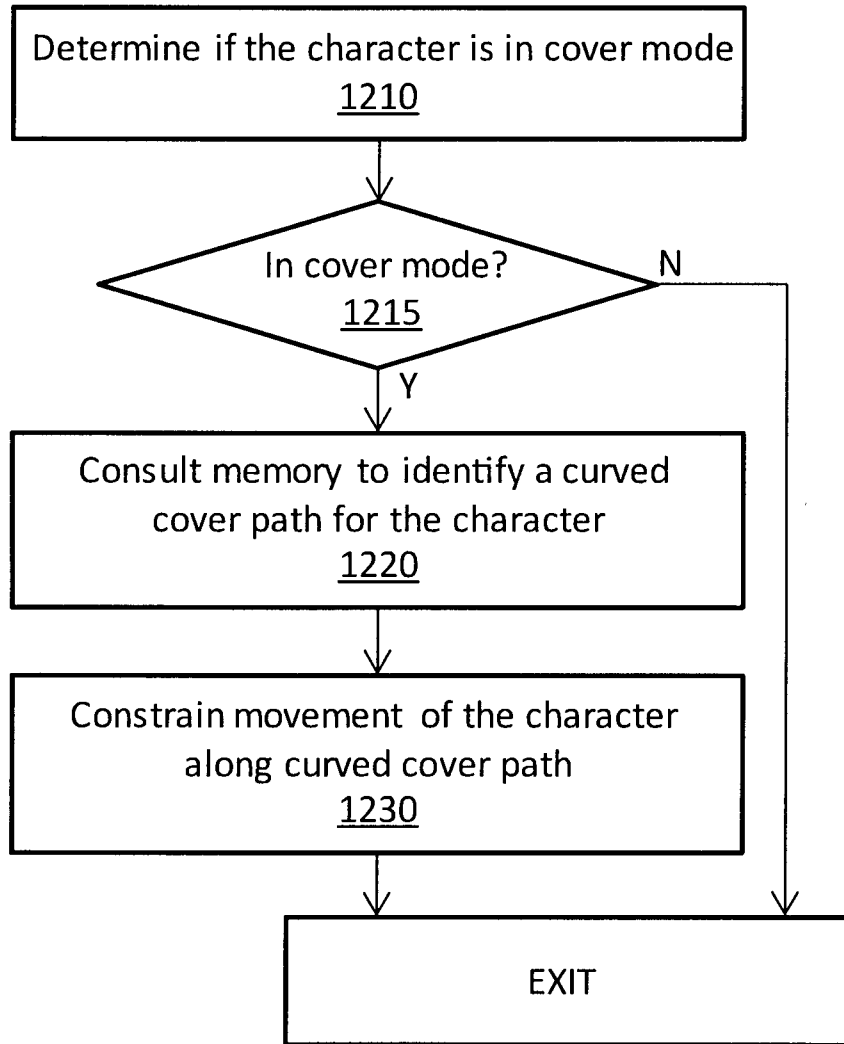 Determine if the character is in cover mode
1210
In cover mode?
1215
N
Y
Consult memory to identify a curved
cover path for the character
1220
Constrain movement of the character
along curved cover path
1230
EXIT